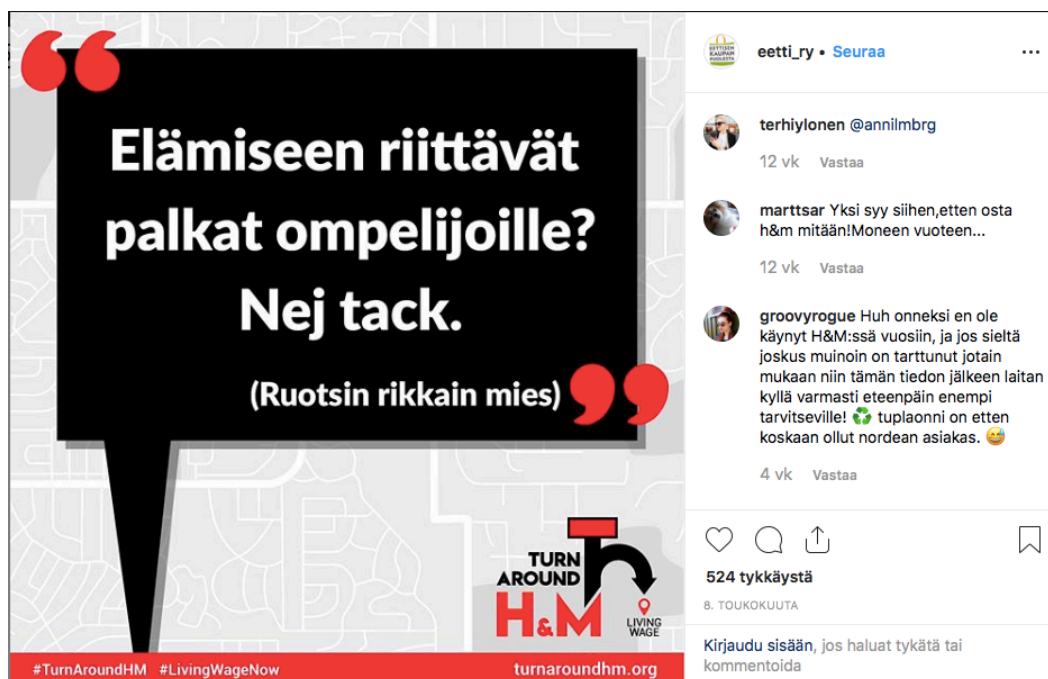 Elämiseen riittävät
palkat ompelijoille?
Nej tack.
(Ruotsin rikkain mies)
TURN
AROUND
H&M
LIVING
WAGE
#TurnAroundHM #LivingWageNow
turnaroundhm.org
EETTISEN
KAUPAN
PUOLESTA
eetti_ry • Seuraa
terhiylonen @annilmbrg
12 vk Vastaa
marttsar Yksi syy siihen,etten osta
h&m mitään!Moneen vuoteen...
12 vk Vastaa
groovyrogue Huh onneksi en ole
käynyt H&M:ssä vuosiin, ja jos sieltä
joskus muinoin on tarttunut jotain
mukaan niin tämän tiedon jälkeen laitan
kyllä varmasti eteenpäin enempi
tarvitseville! ♻️ tuplaonni on etten
koskaan ollut nordean asiakas. 😅
4 vk Vastaa
524 tykkäystä
8. TOUKOKUUTA
Kirjaudu sisään, jos haluat tykätä tai
kommentoida